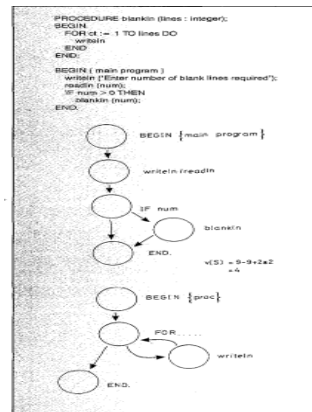 PROCEDURE blankln (lines : integer);
BEGIN
FOR ct := 1 TO lines DO
writeln
END
END;
BEGIN { main program }
writeln ("Enter number of blank lines required");
readln (num);
IF num > 0 THEN
blankln (num);
END.
BEGIN {main program}
writeln/readln
IF num
blankln
END.
v(S) = 9-9+2x2
= 4
BEGIN {proc}
FOR.....
writeln
END.